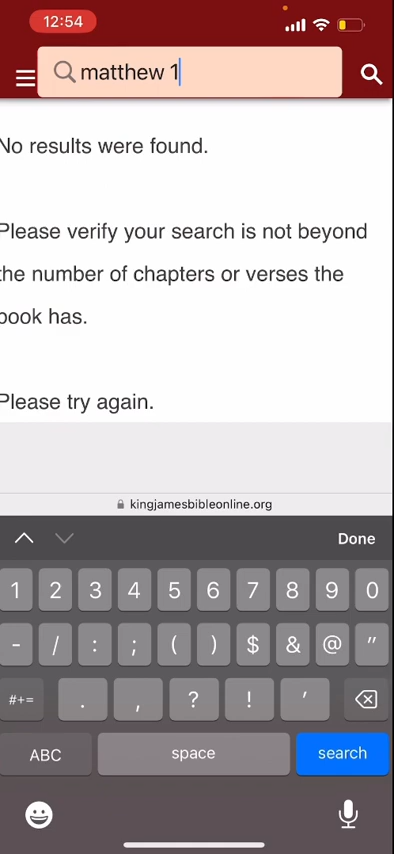 12:54
matthew 1
No results were found.
Please verify your search is not beyond
the number of chapters or verses the
book has.
Please try again.
kingjamesbibleonline.org
Done
1 2 3 4 5 6 7 8 9 0
- / : ; ( ) $ & @ "
#+= . , ? ! '
ABC space search